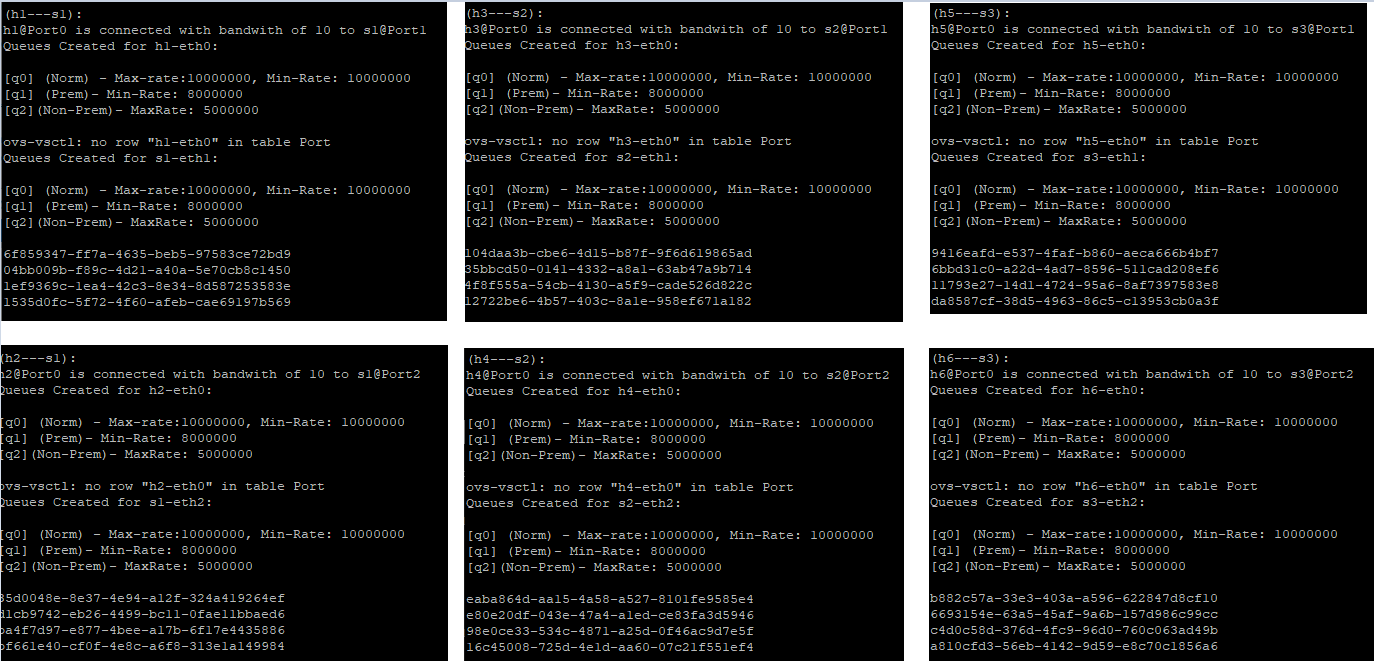 (h1---s1):
h1@Port0 is connected with bandwith of 10 to s1@Port1
Queues Created for h1-eth0:
[q0] (Norm) - Max-rate:10000000, Min-Rate: 10000000
[q1] (Prem)- Min-Rate: 8000000
[q2](Non-Prem)- MaxRate: 5000000
ovs-vsctl: no row "h1-eth0" in table Port
Queues Created for s1-eth1:
[q0] (Norm) - Max-rate:10000000, Min-Rate: 10000000
[q1] (Prem)- Min-Rate: 8000000
[q2](Non-Prem)- MaxRate: 5000000
6f859347-ff7a-4635-beb5-97583ce72bd9
04bb009b-f89c-4d21-a40a-5e70cb8c1450
1ef9369c-1ea4-42c3-8e34-8d587253583e
1535d0fc-5f72-4f60-afeb-cae69197b569
(h3---s2):
h3@Port0 is connected with bandwith of 10 to s2@Port1
Queues Created for h3-eth0:
[q0] (Norm) - Max-rate:10000000, Min-Rate: 10000000
[q1] (Prem)- Min-Rate: 8000000
[q2](Non-Prem)- MaxRate: 5000000
ovs-vsctl: no row "h3-eth0" in table Port
Queues Created for s2-eth1:
[q0] (Norm) - Max-rate:10000000, Min-Rate: 10000000
[q1] (Prem)- Min-Rate: 8000000
[q2](Non-Prem)- MaxRate: 5000000
104daa3b-cbe6-4d15-b87f-9f6d619865ad
35bbcd50-0141-4332-a8a1-63ab47a9b714
4f8f555a-54cb-4130-a5f9-cade526d822c
12722be6-4b57-403c-8a1e-958ef671a182
(h5---s3):
h5@Port0 is connected with bandwith of 10 to s3@Port1
Queues Created for h5-eth0:
[q0] (Norm) - Max-rate:10000000, Min-Rate: 10000000
[q1] (Prem)- Min-Rate: 8000000
[q2](Non-Prem)- MaxRate: 5000000
ovs-vsctl: no row "h5-eth0" in table Port
Queues Created for s3-eth1:
[q0] (Norm) - Max-rate:10000000, Min-Rate: 10000000
[q1] (Prem)- Min-Rate: 8000000
[q2](Non-Prem)- MaxRate: 5000000
9416eafd-e537-4faf-b860-aeca666b4bf7
6bbd31c0-a22d-4ad7-8596-511cad208ef6
11793e27-14d1-4724-95a6-8af7397583e8
da8587cf-38d5-4963-86c5-c13953cb0a3f
(h2---s1):
h2@Port0 is connected with bandwith of 10 to s1@Port2
Queues Created for h2-eth0:
[q0] (Norm) - Max-rate:10000000, Min-Rate: 10000000
[q1] (Prem)- Min-Rate: 8000000
[q2](Non-Prem)- MaxRate: 5000000
ovs-vsctl: no row "h2-eth0" in table Port
Queues Created for s1-eth2:
[q0] (Norm) - Max-rate:10000000, Min-Rate: 10000000
[q1] (Prem)- Min-Rate: 8000000
[q2](Non-Prem)- MaxRate: 5000000
35d0048e-8e37-4e94-a12f-324a419264ef
d1cb9742-eb26-4499-bc11-0fae11bbaed6
ba4f7d97-e877-4bee-a17b-6f17e4435886
bf661e40-cf0f-4e8c-a6f8-313e1a149984
(h4---s2):
h4@Port0 is connected with bandwith of 10 to s2@Port2
Queues Created for h4-eth0:
[q0] (Norm) - Max-rate:10000000, Min-Rate: 10000000
[q1] (Prem)- Min-Rate: 8000000
[q2](Non-Prem)- MaxRate: 5000000
ovs-vsctl: no row "h4-eth0" in table Port
Queues Created for s2-eth2:
[q0] (Norm) - Max-rate:10000000, Min-Rate: 10000000
[q1] (Prem)- Min-Rate: 8000000
[q2](Non-Prem)- MaxRate: 5000000
eaba864d-aa15-4a58-a527-8101fe9585e4
e80e20df-043e-47a4-a1ed-ce83fa3d5946
98e0ce33-534c-4871-a25d-0f46ac9d7e5f
16c45008-725d-4e1d-aa60-07c21f551ef4
(h6---s3):
h6@Port0 is connected with bandwith of 10 to s3@Port2
Queues Created for h6-eth0:
[q0] (Norm) - Max-rate:10000000, Min-Rate: 10000000
[q1] (Prem)- Min-Rate: 8000000
[q2](Non-Prem)- MaxRate: 5000000
ovs-vsctl: no row "h6-eth0" in table Port
Queues Created for s3-eth2:
[q0] (Norm) - Max-rate:10000000, Min-Rate: 10000000
[q1] (Prem)- Min-Rate: 8000000
[q2](Non-Prem)- MaxRate: 5000000
b882c57a-33e3-403a-a596-622847d8cf10
6693154e-63a5-45af-9a6b-157d986c99cc
c4d0c58d-376d-4fc9-96d0-760c063ad49b
a810cfd3-56eb-4142-9d59-e8c70c1856a6